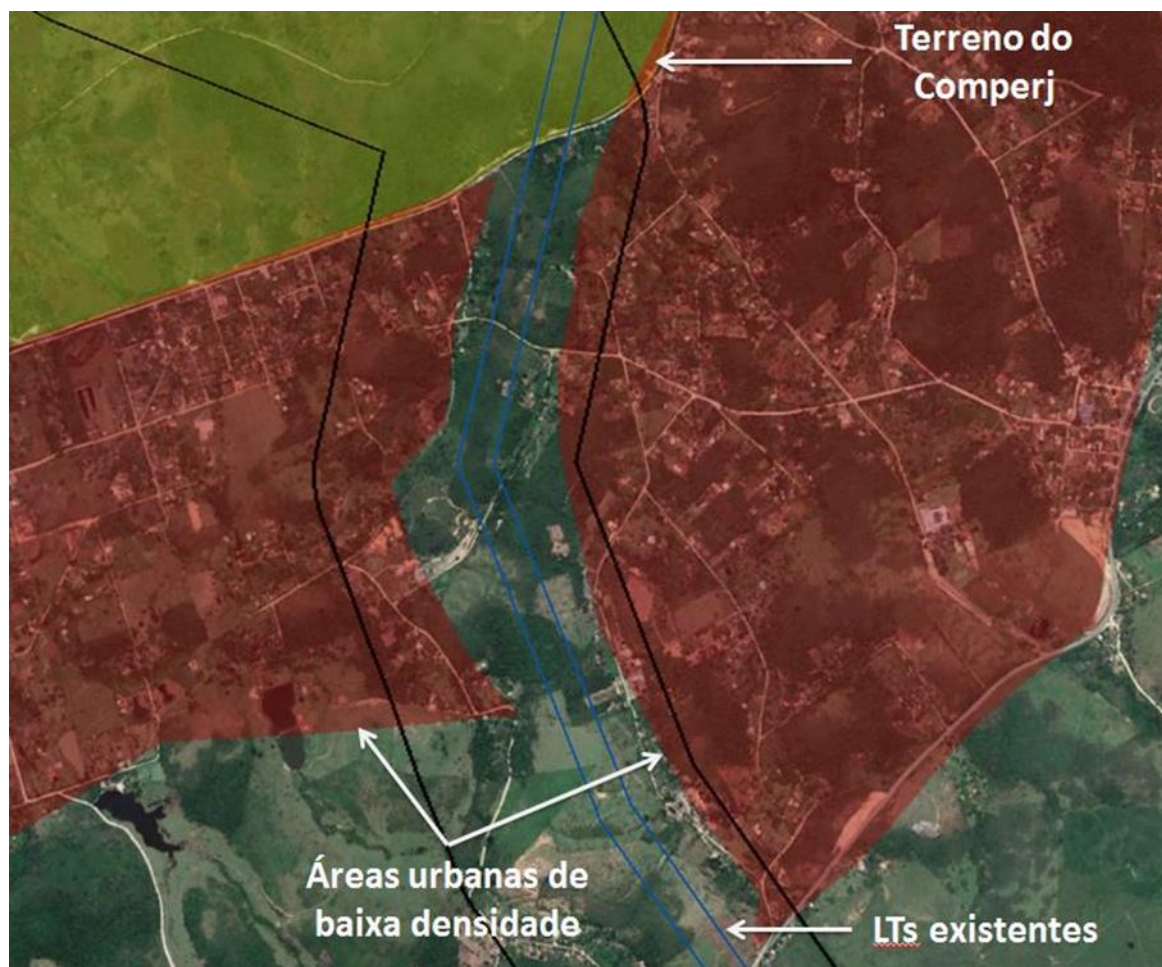 Terreno do
Comperj
Áreas urbanas de
baixa densidade
LTs existentes